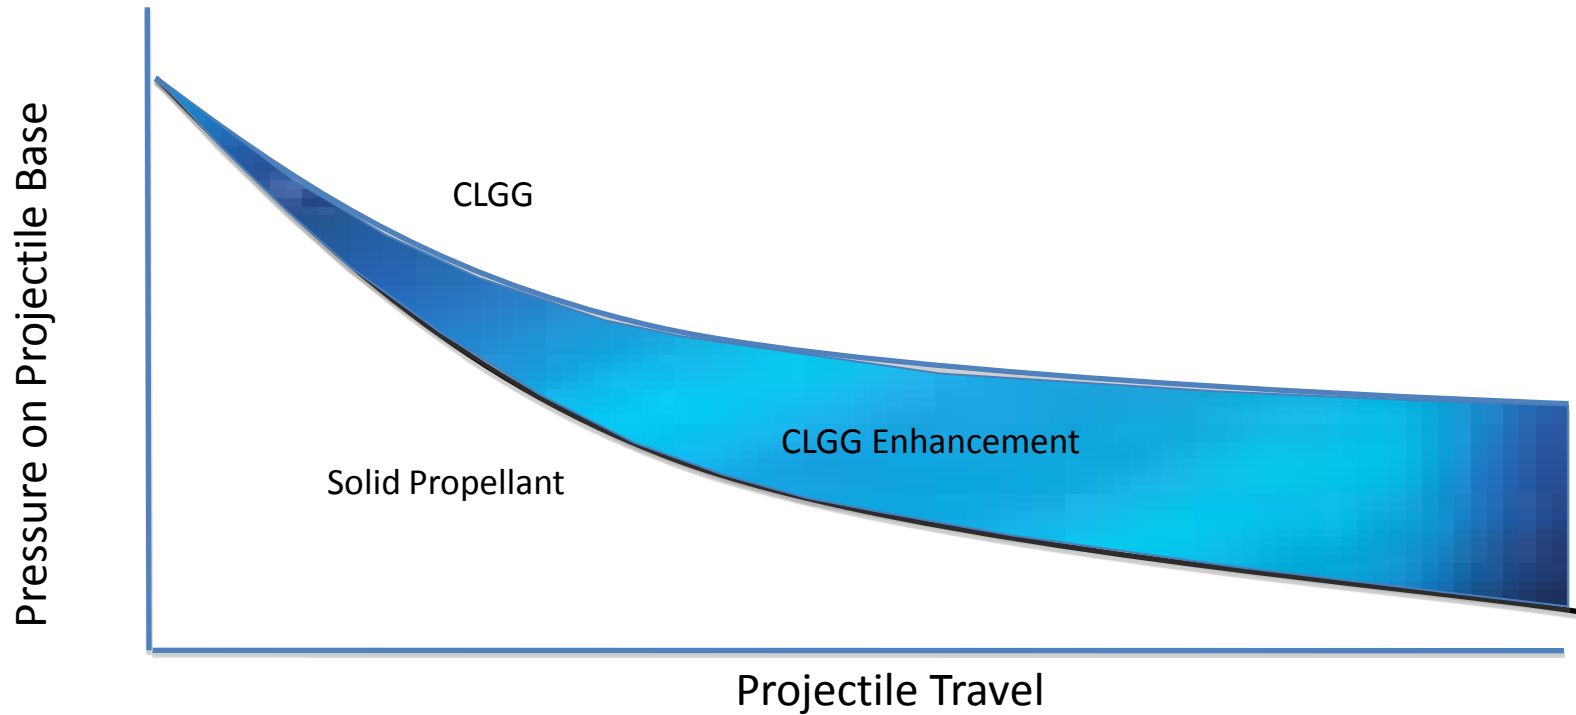 Pressure on Projectile Base
CLGG
CLGG Enhancement
Solid Propellant
Projectile Travel